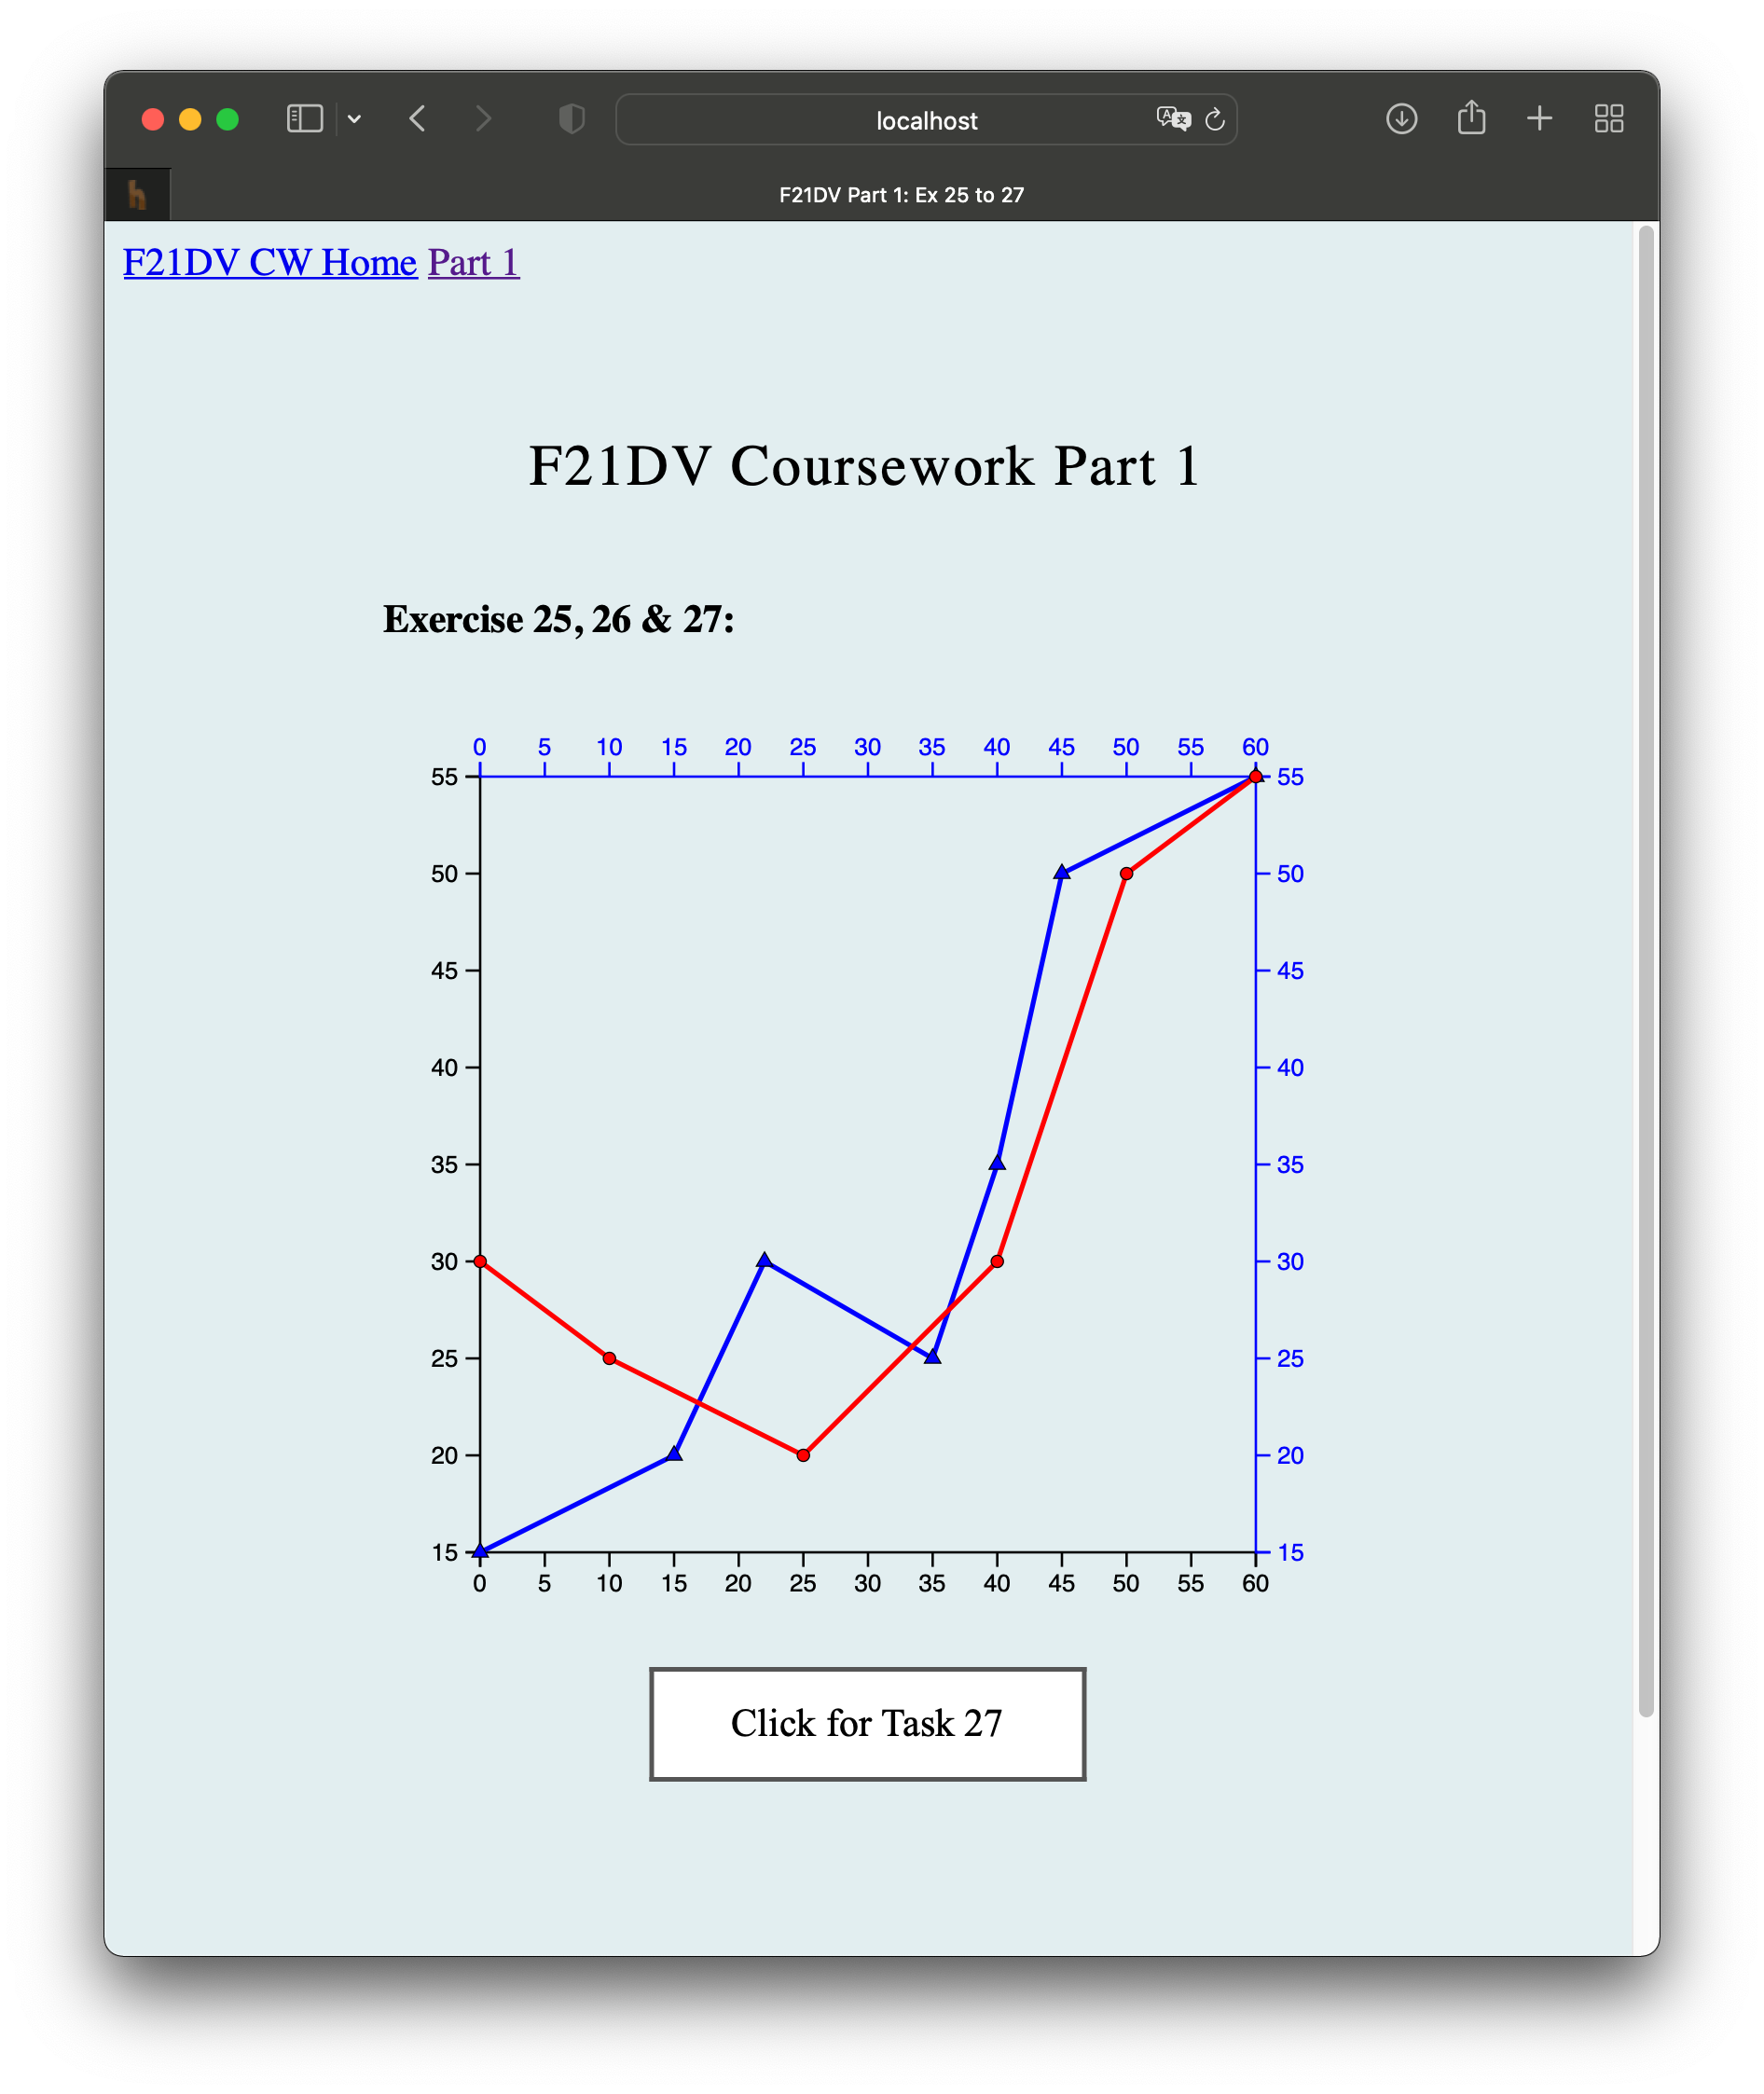 localhost
F21DV Part 1: Ex 25 to 27
F21DV CW Home Part 1
F21DV Coursework Part 1
Exercise 25, 26 & 27:
0 5 10 15 20 25 30 35 40 45 50 55 60
55 55
50 50
45 45
40 40
35 35
30 30
25 25
20 20
15 15
0 5 10 15 20 25 30 35 40 45 50 55 60
Click for Task 27